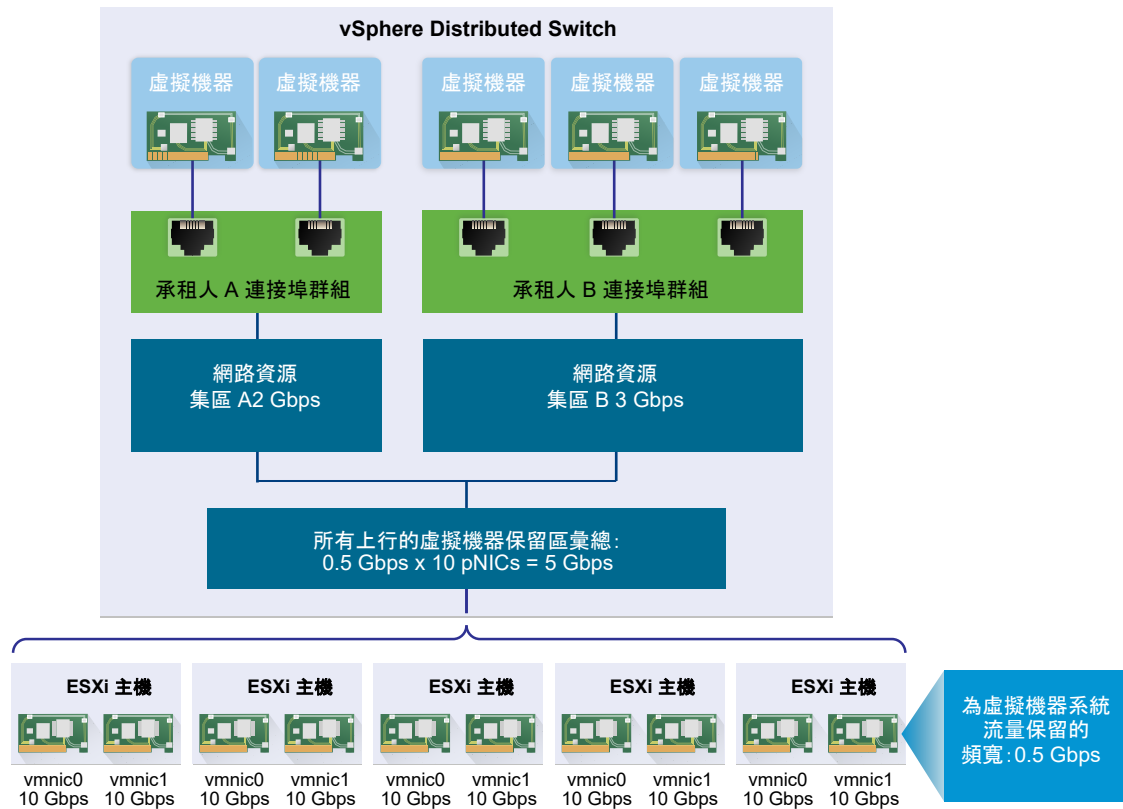 vSphere Distributed Switch
虛擬機器
虛擬機器
虛擬機器
虛擬機器
虛擬機器
承租人 A 連接埠群組
承租人 B 連接埠群組
網路資源
集區 A2 Gbps
網路資源
集區 B 3 Gbps
所有上行的虛擬機器保留區彙總：
0.5 Gbps x 10 pNICs = 5 Gbps
ESXi 主機
ESXi 主機
ESXi 主機
ESXi 主機
ESXi 主機
vmnic0
10 Gbps
vmnic1
10 Gbps
vmnic0
10 Gbps
vmnic1
10 Gbps
vmnic0
10 Gbps
vmnic1
10 Gbps
vmnic0
10 Gbps
vmnic1
10 Gbps
vmnic0
10 Gbps
vmnic1
10 Gbps
為虛擬機器系統
流量保留的
頻寬：0.5 Gbps